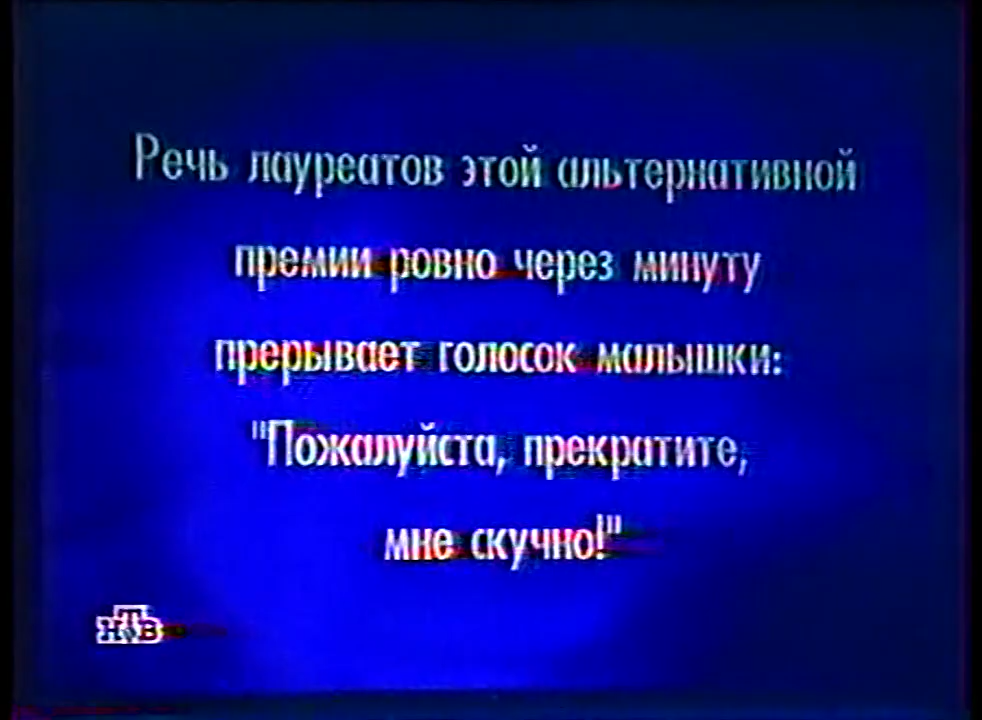 Речь лауреатов этой альтернативной
премии ровно через минуту
прерывает голосок малышки:
"Пожалуйста, прекратите,
мне скучно!"
НТВ